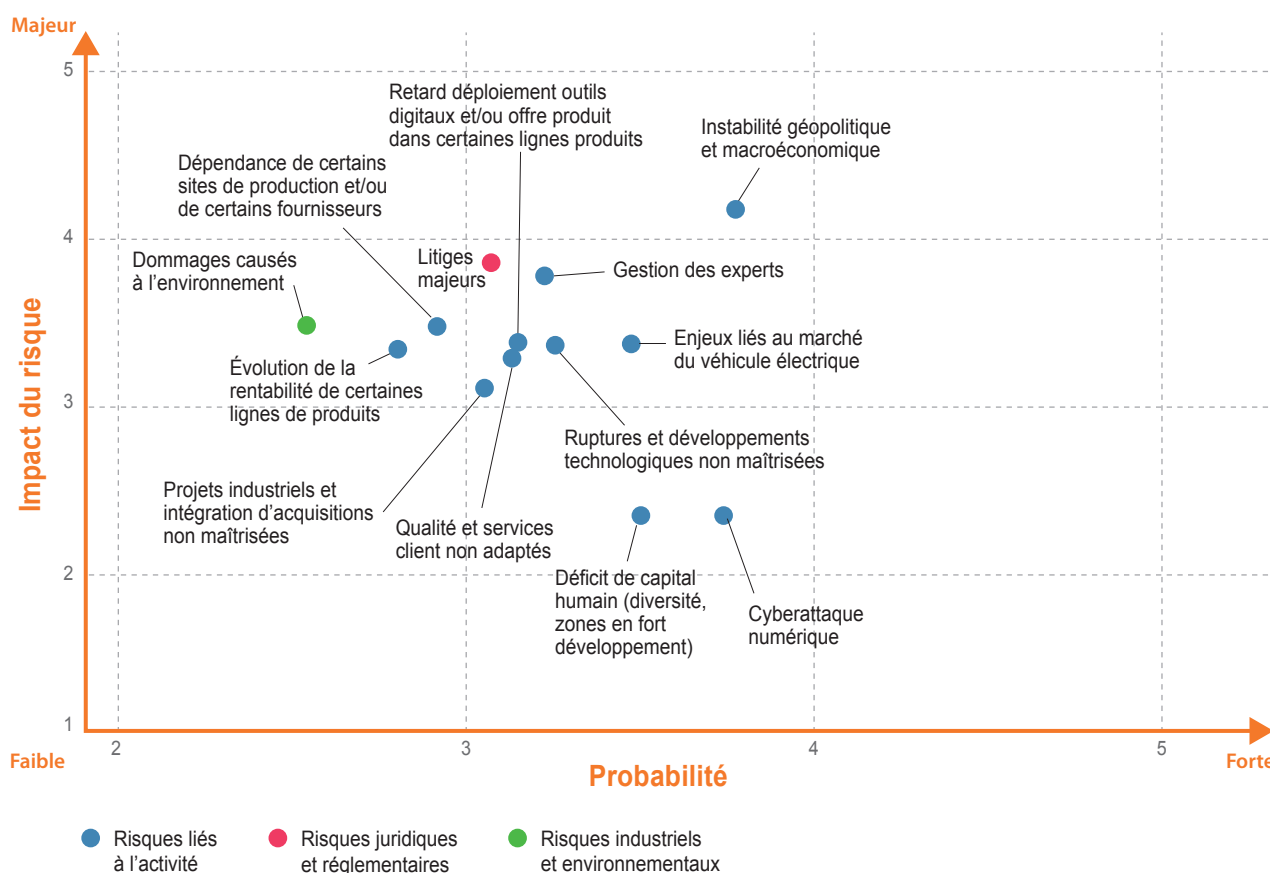 Majeur
5
Retard déploiement outils
digitaux et/ou offre produit
dans certaines lignes produits
Instabilité géopolitique
et macroéconomique
Dépendance de certains
sites de production et/ou
de certains fournisseurs
4
Dommages causés
à l’environnement
Litiges
majeurs
Gestion des experts
Impact du risque
Enjeux liés au marché
du véhicule électrique
Évolution de la
rentabilité de certaines
lignes de produits
3
Ruptures et développements
technologiques non maîtrisées
Projets industriels et
intégration d’acquisitions
non maîtrisées
Qualité et services
client non adaptés
2
Déficit de capital
humain (diversité,
zones en fort
développement)
Cyberattaque
numérique
1
2
3
4
5
Faible
Probabilité
Forte
Risques liés
à l’activité
Risques juridiques
et réglementaires
Risques industriels
et environnementaux